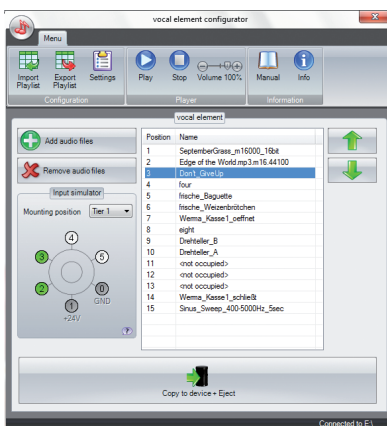 vocal element configurator
Menu
Import Playlist
Export Playlist
Settings
Play
Stop
Volume 100%
Manual
Info
Configuration
Player
Information
vocal element
Add audio files
Remove audio files
Input simulator
Mounting position Tier 1
4
3
5
2
0
GND
1
+24V
Position Name
1 SeptemberGrass_m16000_16bit
2 Edge of the World.mp3.m16.44100
3 Don't_GiveUp
4 four
5 frische_Baguette
6 frische_Weizenbrötchen
7 Werma_Kasse1_oeffnet
8 eight
9 Drehteller_B
10 Drehteller_A
11 <not occupied>
12 <not occupied>
13 <not occupied>
14 Werma_Kasse1_schließt
15 Sinus_Sweep_400-5000Hz_5sec
Copy to device + Eject
Connected to E:\